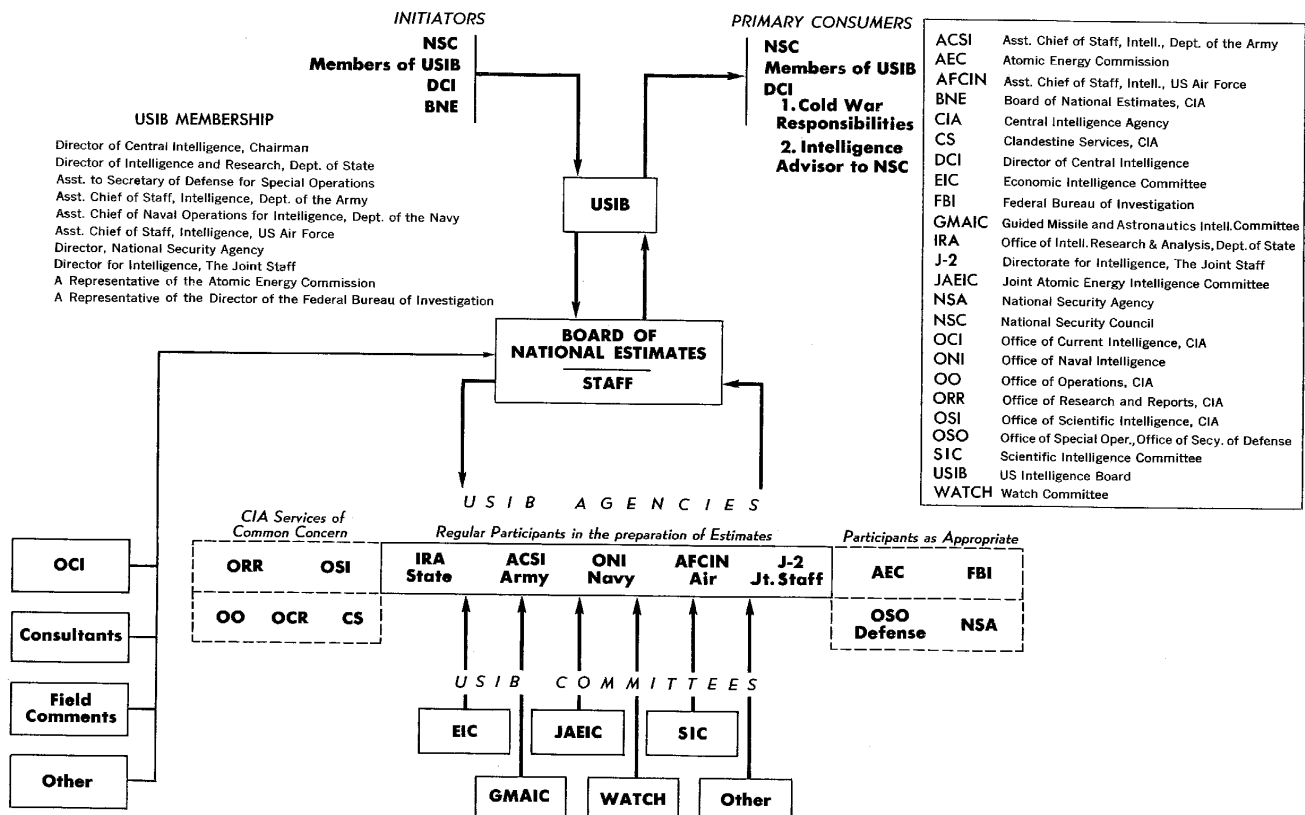 INITIATORS
NSC
Members of USIB
DCI
BNE
PRIMARY CONSUMERS
NSC
Members of USIB
DCI
1. Cold War
Responsibilities
2. Intelligence
Advisor to NSC
USIB MEMBERSHIP
Director of Central Intelligence, Chairman
Director of Intelligence and Research, Dept. of State
Asst. to Secretary of Defense for Special Operations
Asst. Chief of Staff, Intelligence, Dept. of the Army
Asst. Chief of Naval Operations for Intelligence, Dept. of the Navy
Asst. Chief of Staff, Intelligence, US Air Force
Director, National Security Agency
Director for Intelligence, The Joint Staff
A Representative of the Atomic Energy Commission
A Representative of the Director of the Federal Bureau of Investigation
ACSI Asst. Chief of Staff, Intell., Dept. of the Army
AEC Atomic Energy Commission
AFCIN Asst. Chief of Staff, Intell., US Air Force
BNE Board of National Estimates, CIA
CIA Central Intelligence Agency
CS Clandestine Services, CIA
DCI Director of Central Intelligence
EIC Economic Intelligence Committee
FBI Federal Bureau of Investigation
GMAIC Guided Missile and Astronautics Intell. Committee
IRA Office of Intell. Research & Analysis, Dept. of State
J-2 Directorate for Intelligence, The Joint Staff
JAEIC Joint Atomic Energy Intelligence Committee
NSA National Security Agency
NSC National Security Council
OCI Office of Current Intelligence, CIA
ONI Office of Naval Intelligence
OO Office of Operations, CIA
ORR Office of Research and Reports, CIA
OSI Office of Scientific Intelligence, CIA
OSO Office of Special Oper., Office of Secy. of Defense
SIC Scientific Intelligence Committee
USIB US Intelligence Board
WATCH Watch Committee
USIB
BOARD OF
NATIONAL ESTIMATES
STAFF
USIB AGENCIES
CIA Services of
Common Concern
Regular Participants in the preparation of Estimates
Participants as Appropriate
ORR OSI
OO OCR CS
IRA
State
ACSI
Army
ONI
Navy
AFCIN
Air
J-2
Jt. Staff
AEC FBI
OSO
Defense
NSA
OCI
Consultants
Field
Comments
Other
USIB COMMITTEES
EIC
JAEIC
SIC
GMAIC
WATCH
Other